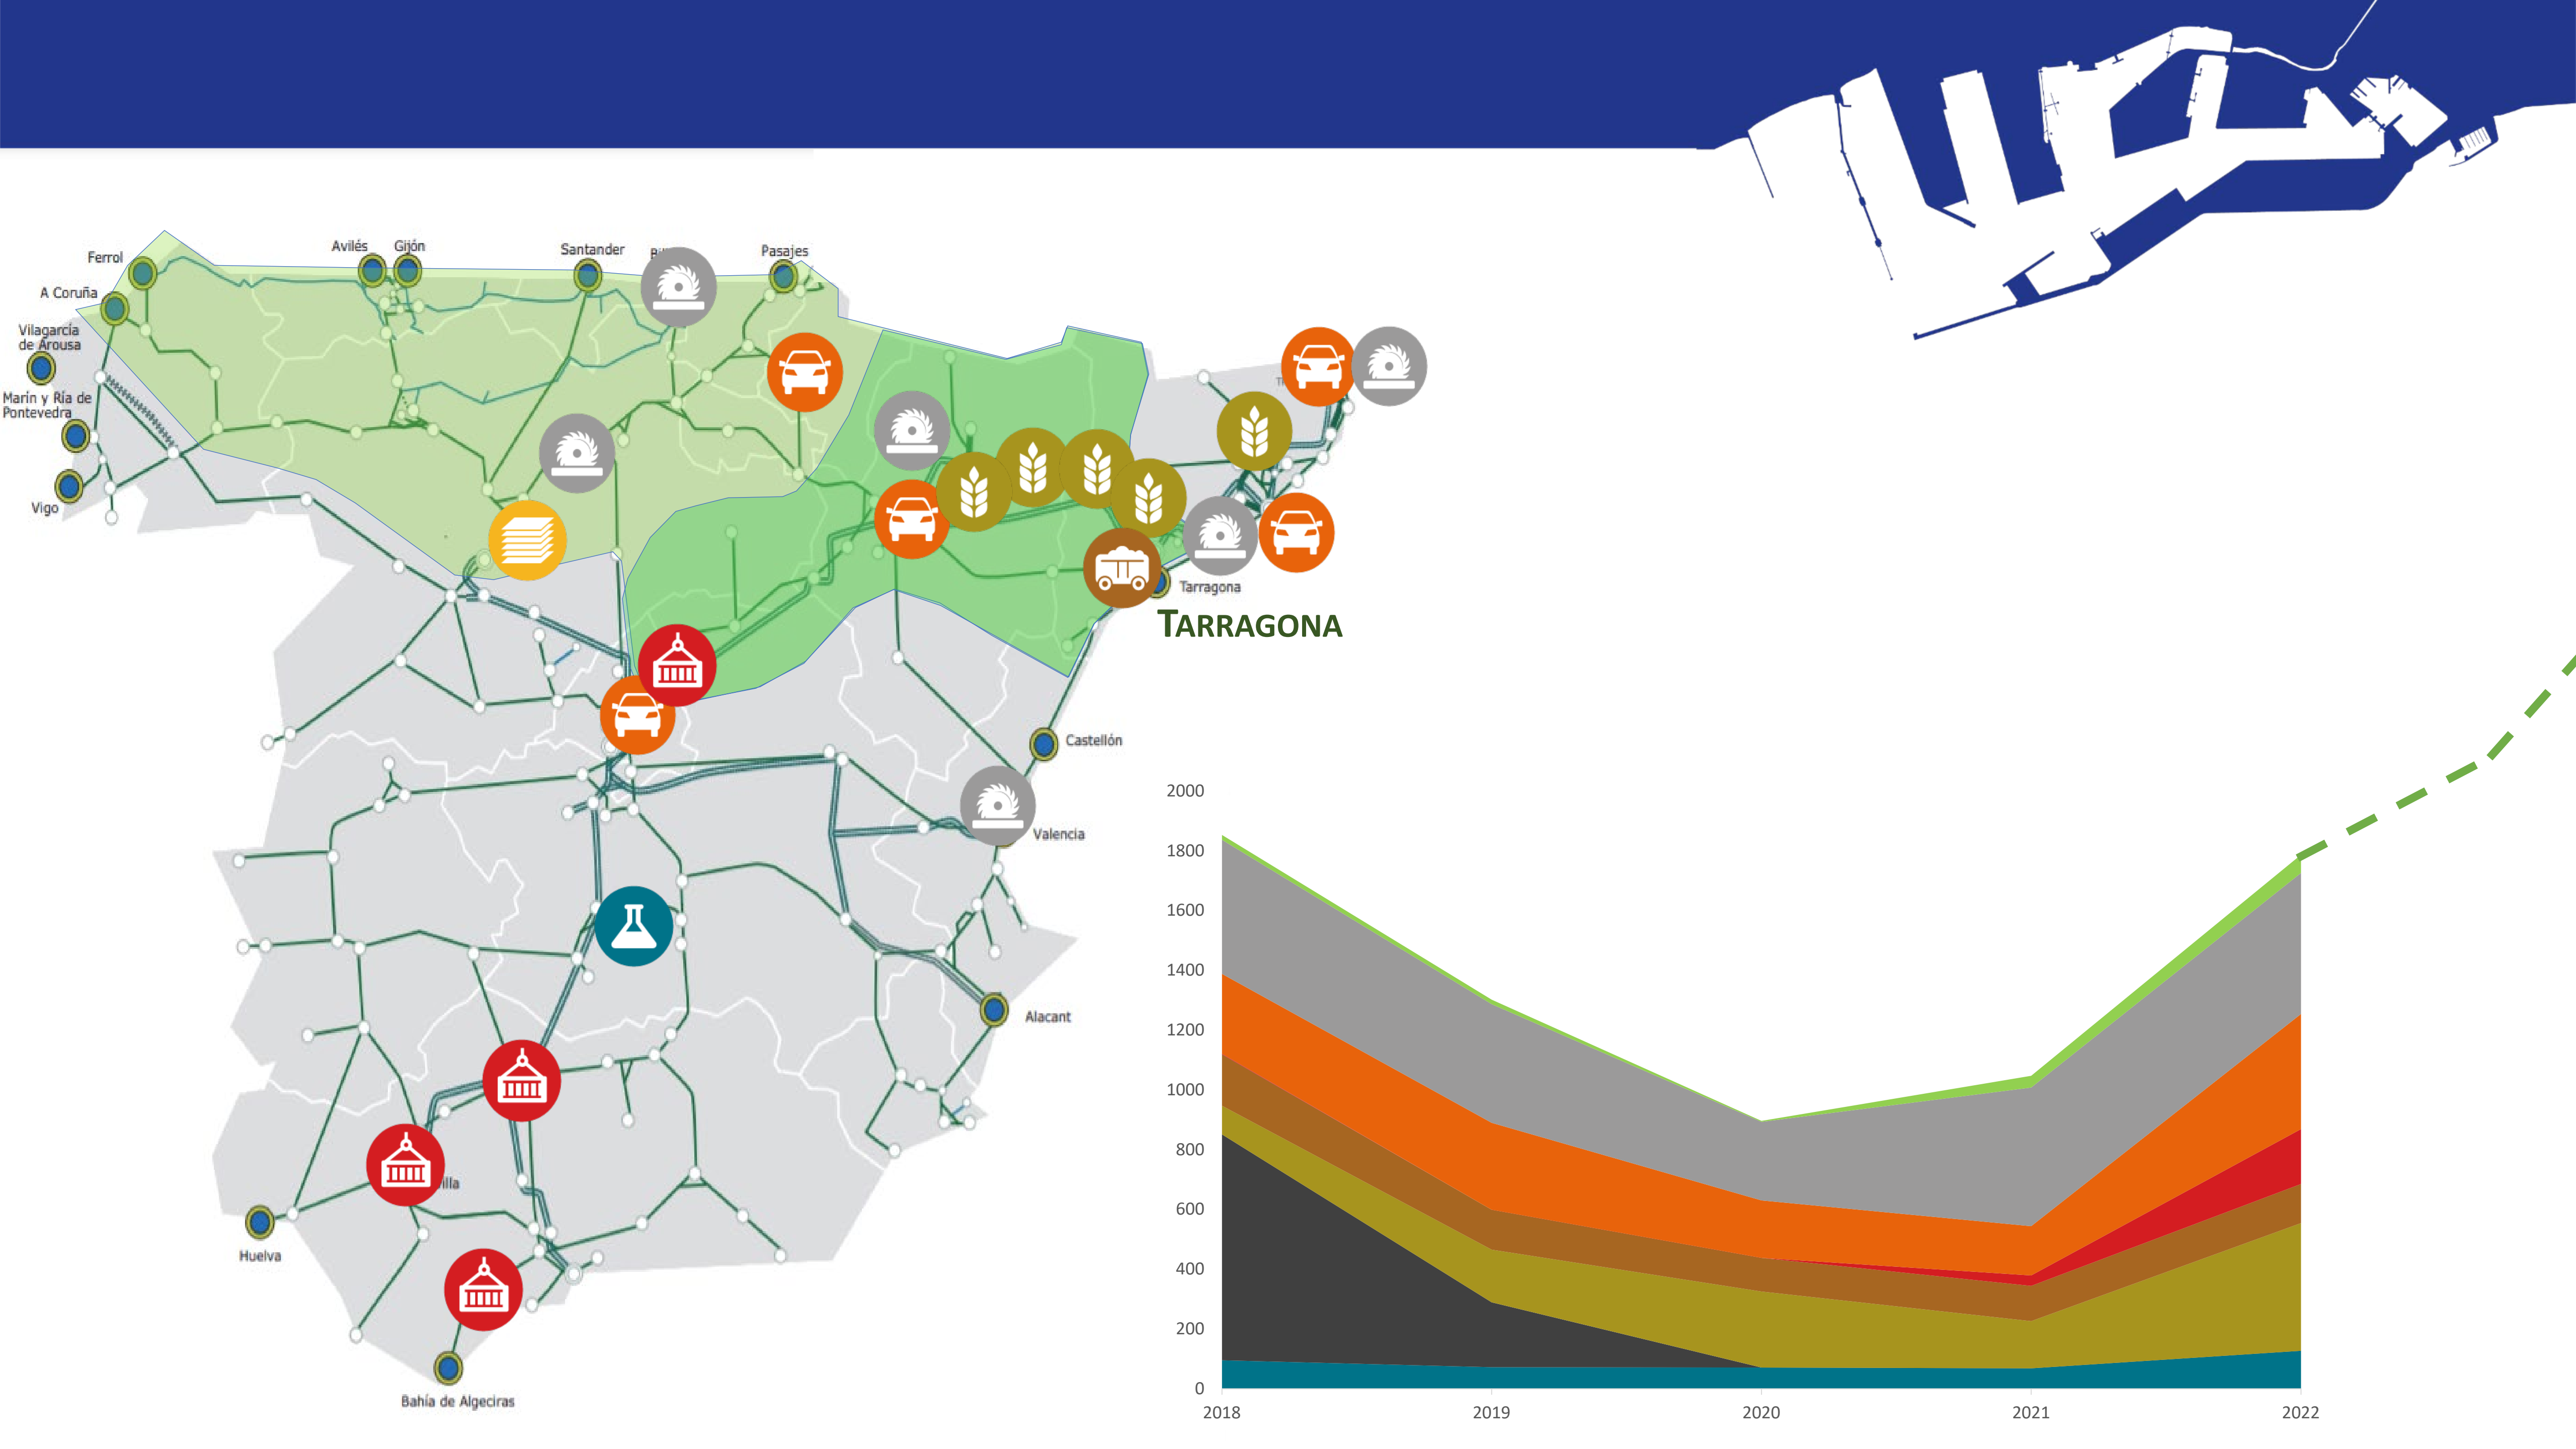 Ferrol
Avilés
Gijón
Santander
Pasajes
A Coruña
Vilagarcía
de Arousa
Marín y Ría de
Pontevedra
Vigo
Tarragona
TARRAGONA
Castellón
Valencia
Alacant
Huelva
Bahía de Algeciras
2000
1800
1600
1400
1200
1000
800
600
400
200
0
2018
2019
2020
2021
2022